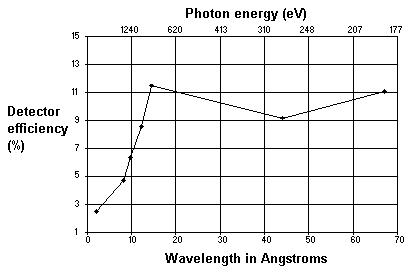 Photon energy (eV)
1240 620 413 310 248 207 177
15
13
11
9
7
5
3
1
Detector
efficiency
(%)
0 10 20 30 40 50 60 70
Wavelength in Angstroms